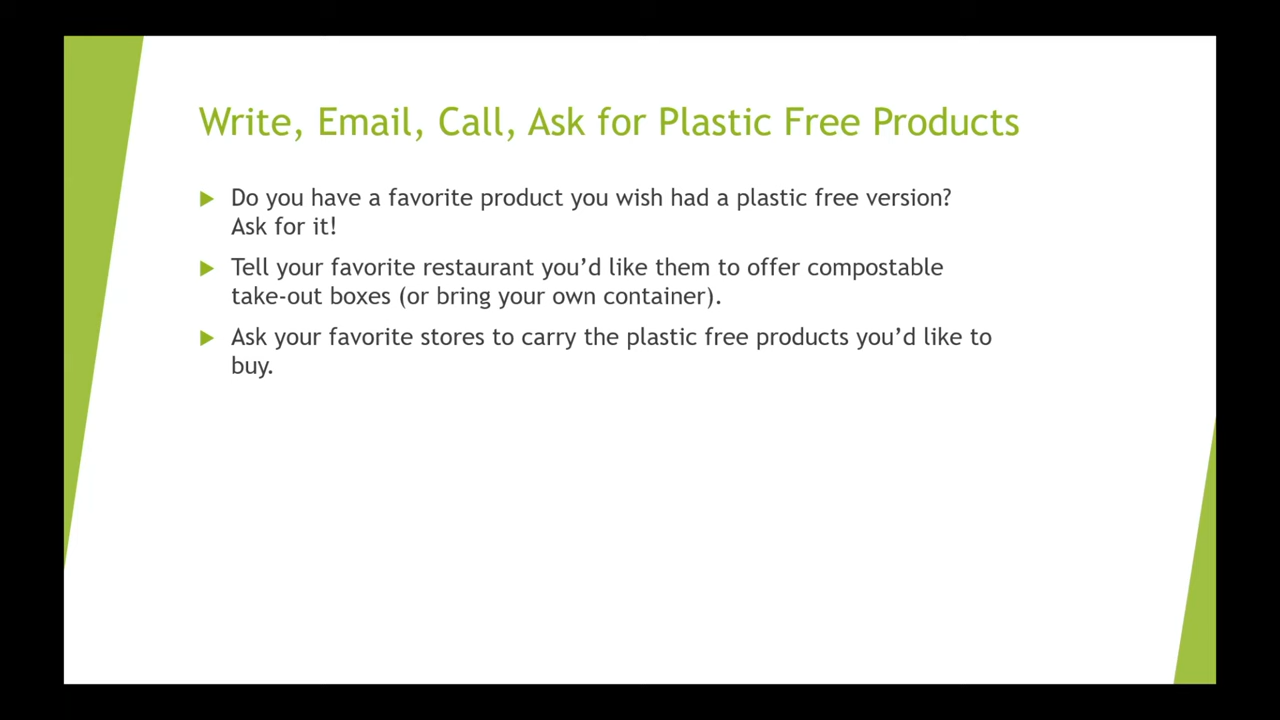 Write, Email, Call, Ask for Plastic Free Products
Do you have a favorite product you wish had a plastic free version?
Ask for it!
Tell your favorite restaurant you’d like them to offer compostable
take-out boxes (or bring your own container).
Ask your favorite stores to carry the plastic free products you’d like to
buy.